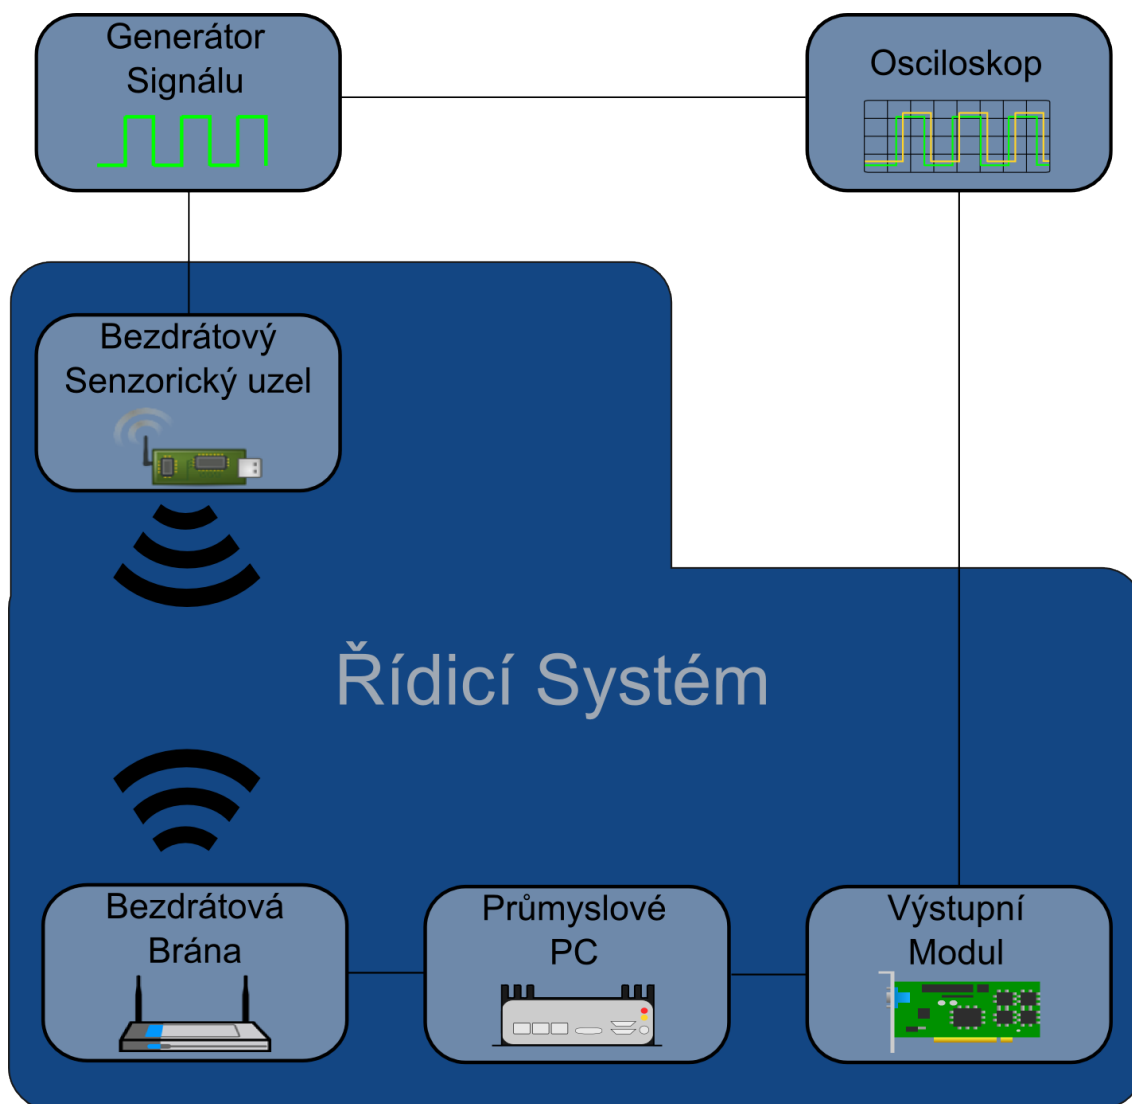 Generátor
Signálu
Osciloskop
Bezdrátový
Senzorický uzel
Řídicí Systém
Bezdrátová
Brána
Průmyslové
PC
Výstupní
Modul